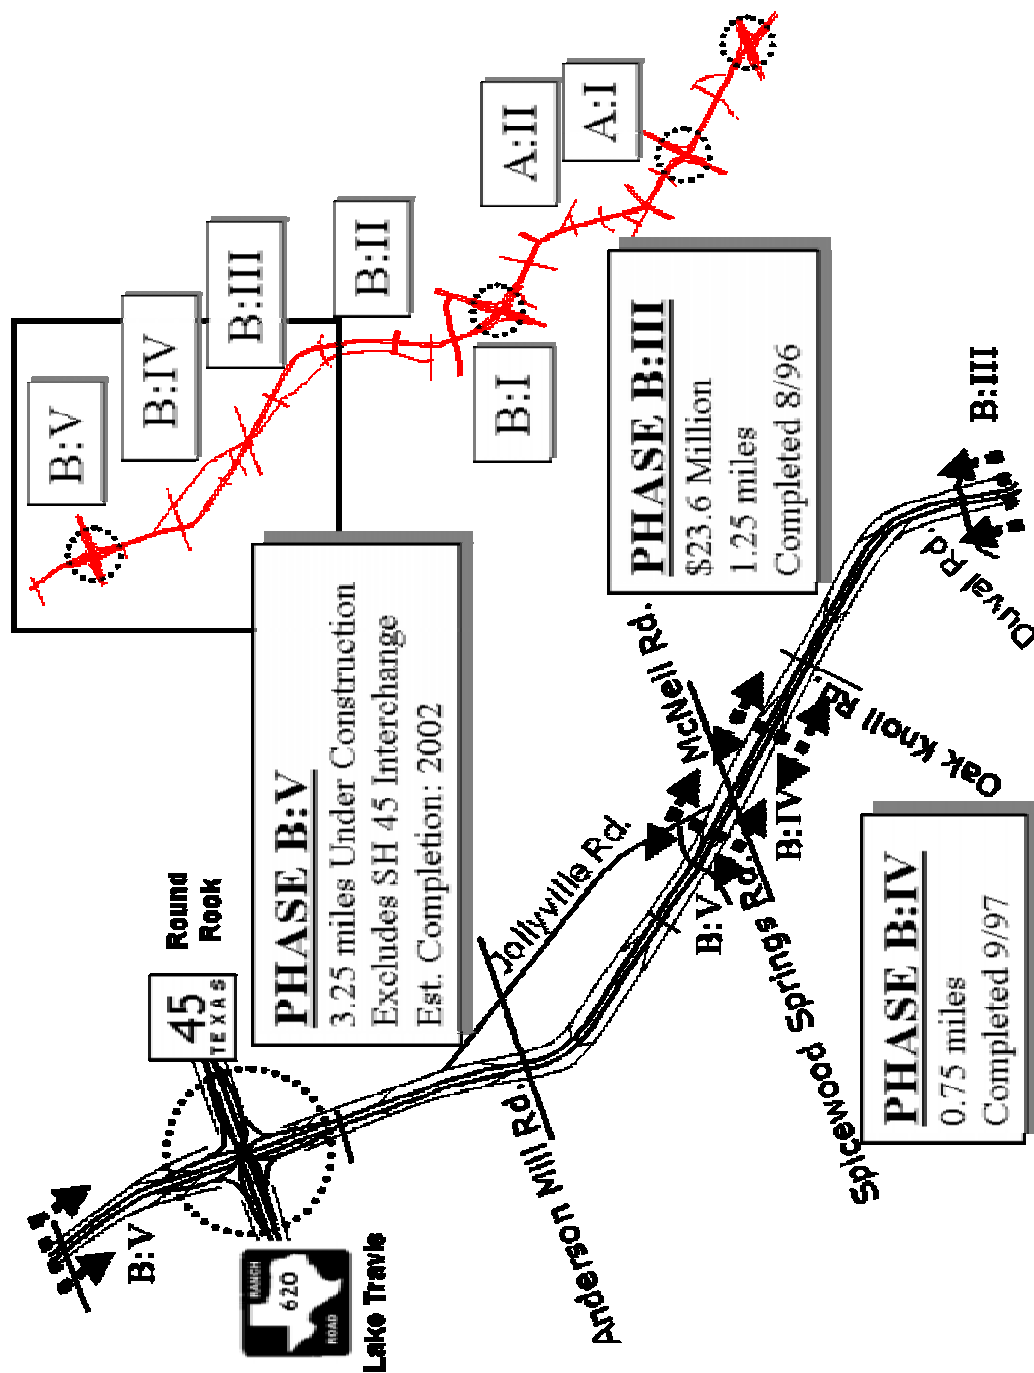 B:V
B:IV
B:III
B:II
B:I
A:II
A:I
PHASE B:V
3.25 miles Under Construction
Excludes SH 45 Interchange
Est. Completion: 2002
PHASE B:III
$23.6 Million
1.25 miles
Completed 8/96
PHASE B:IV
0.75 miles
Completed 9/97
Round
Rock
45
TEXAS
RANCH
620
ROAD
Lake Travis
B:V
Anderson Mill Rd.
Jollyville Rd.
Spicewood Springs Rd.
McNeil Rd.
B:V
B:IV
Oak Knoll Rd.
Duval Rd.
B:III